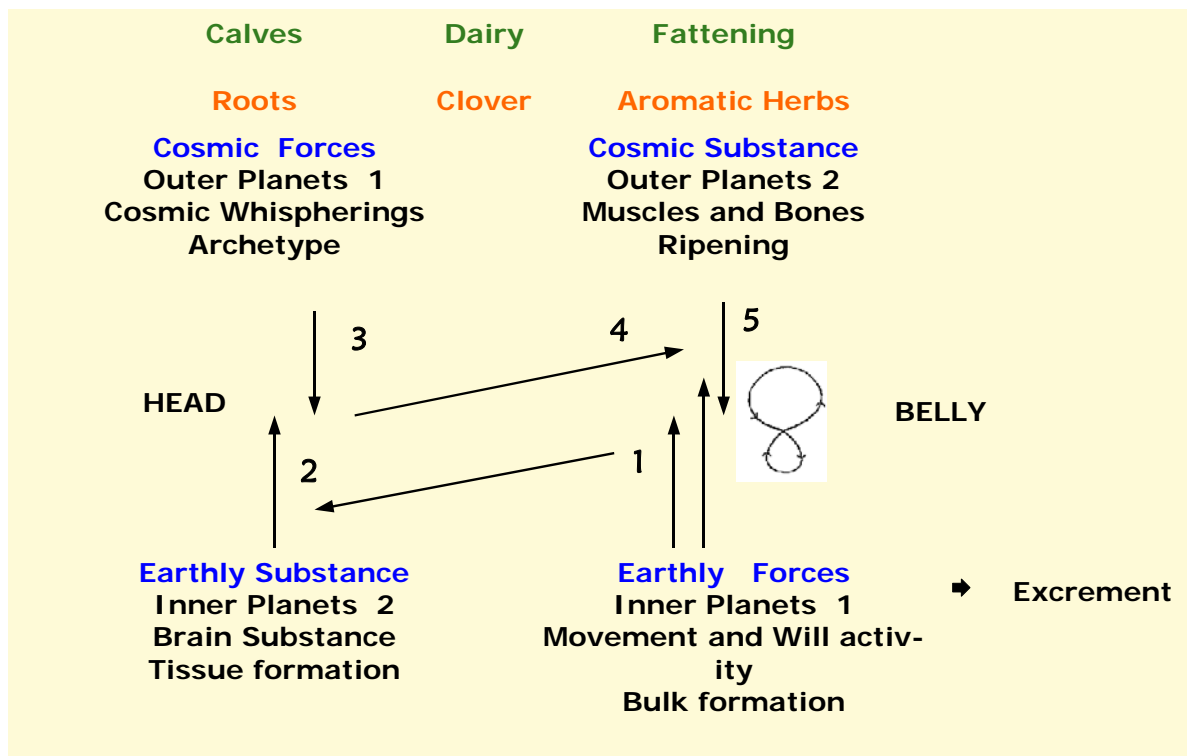 Calves Dairy Fattening
Roots Clover Aromatic Herbs
Cosmic Forces Cosmic Substance
Outer Planets 1 Outer Planets 2
Cosmic Whispherings Muscles and Bones
Archetype Ripening
3 4 5
HEAD BELLY
2 1
Earthly Substance Earthly Forces
Inner Planets 2 Inner Planets 1 Excrement
Brain Substance Movement and Will activ-
Tissue formation ity
Bulk formation